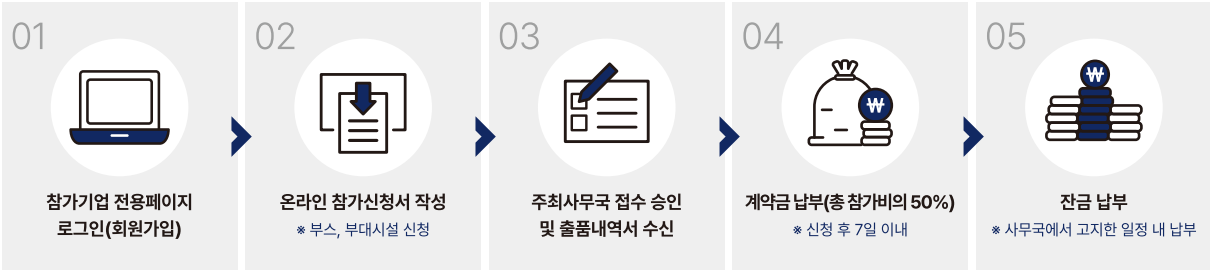 01
참가기업 전용페이지
로그인(회원가입)
02
온라인 참가신청서 작성
※ 부스, 부대시설 신청
03
주최사무국 접수 승인
및 출품내역서 수신
04
₩
계약금 납부(총 참가비의 50%)
※ 신청 후 7일 이내
05
₩
잔금 납부
※ 사무국에서 고지한 일정 내 납부